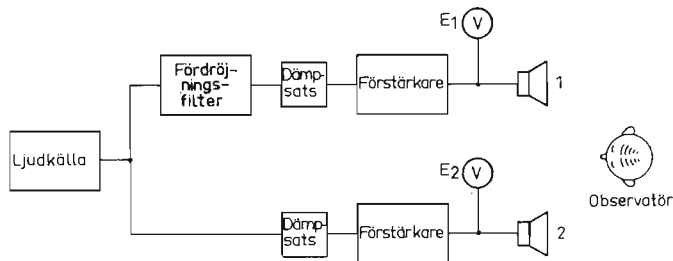 E1 V
Fördröj-
nings-
filter
Dämp-
sats
Förstärkare
1
Ljudkälla
E2 V
Observatör
Dämp-
sats
Förstärkare
2